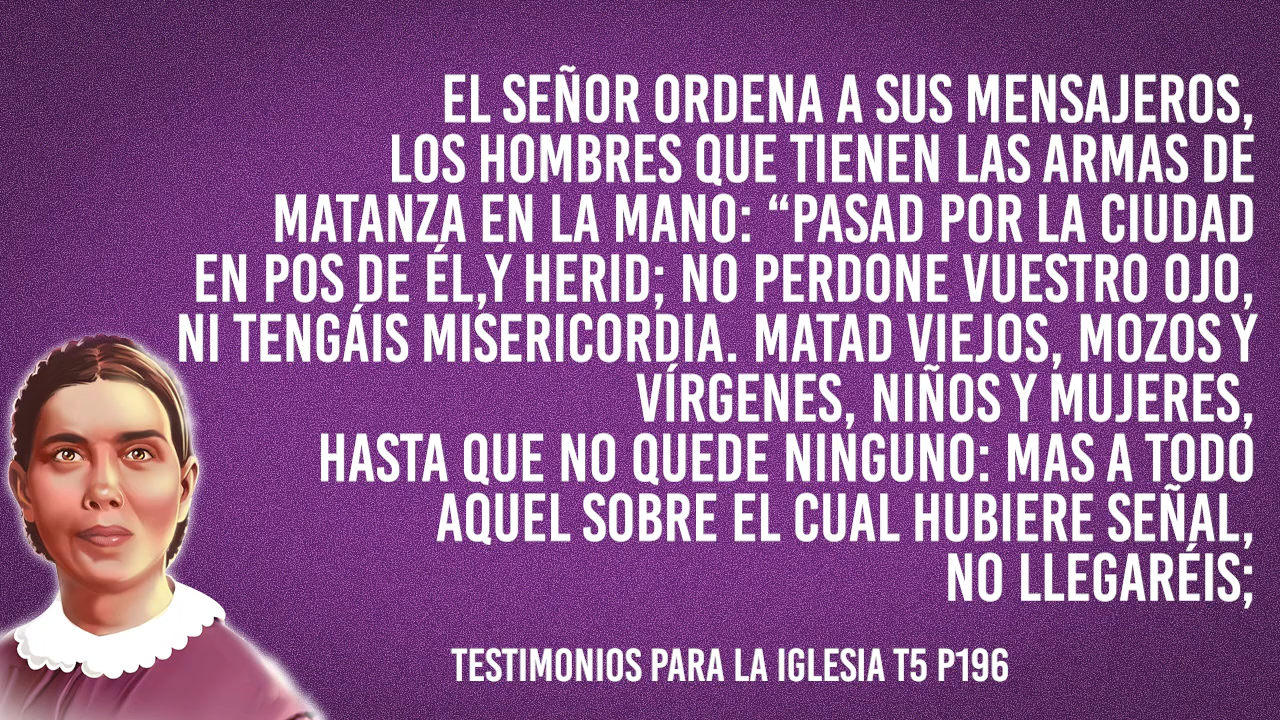 EL SEÑOR ORDENA A SUS MENSAJEROS,
LOS HOMBRES QUE TIENEN LAS ARMAS DE
MATANZA EN LA MANO: “PASAD POR LA CIUDAD
EN POS DE ÉL,Y HERID; NO PERDONE VUESTRO OJO,
NI TENGÁIS MISERICORDIA. MATAD VIEJOS, MOZOS Y
VÍRGENES, NIÑOS Y MUJERES,
HASTA QUE NO QUEDE NINGUNO: MAS A TODO
AQUEL SOBRE EL CUAL HUBIERE SEÑAL,
NO LLEGARÉIS;
TESTIMONIOS PARA LA IGLESIA T5 P196